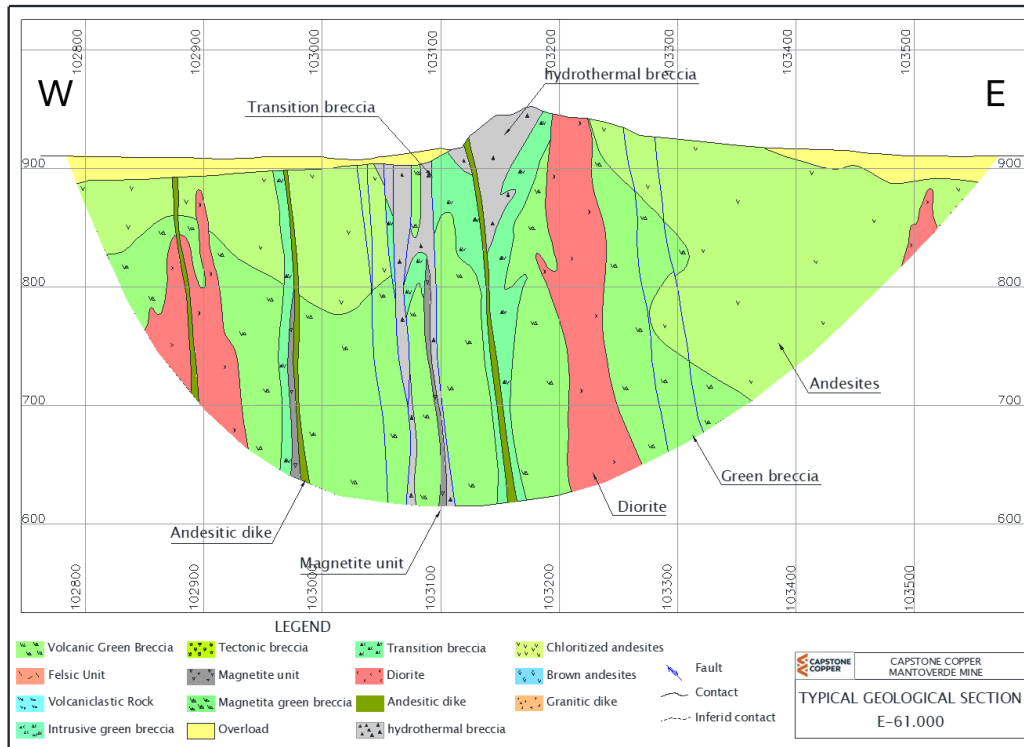 102800
102900
103000
103100
103200
103300
103400
103500
W
E
hydrothermal breccia
Transition breccia
900
900
800
800
Andesites
700
700
Green breccia
Diorite
600
600
Andesitic dike
Magnetite unit
102800
102900
103000
103100
103200
103300
103400
103500
LEGEND
Volcanic Green Breccia
Tectonic breccia
Transition breccia
Chloritized andesites
Felsic Unit
Magnetite unit
Diorite
Brown andesites
Volcaniclastic Rock
Magnetita green breccia
Andesitic dike
Granitic dike
Intrusive green breccia
Overload
hydrothermal breccia
Fault
Contact
Inferid contact
CAPSTONE
COPPER
CAPSTONE COPPER
MANTOVERDE MINE
TYPICAL GEOLOGICAL SECTION
E-61.000